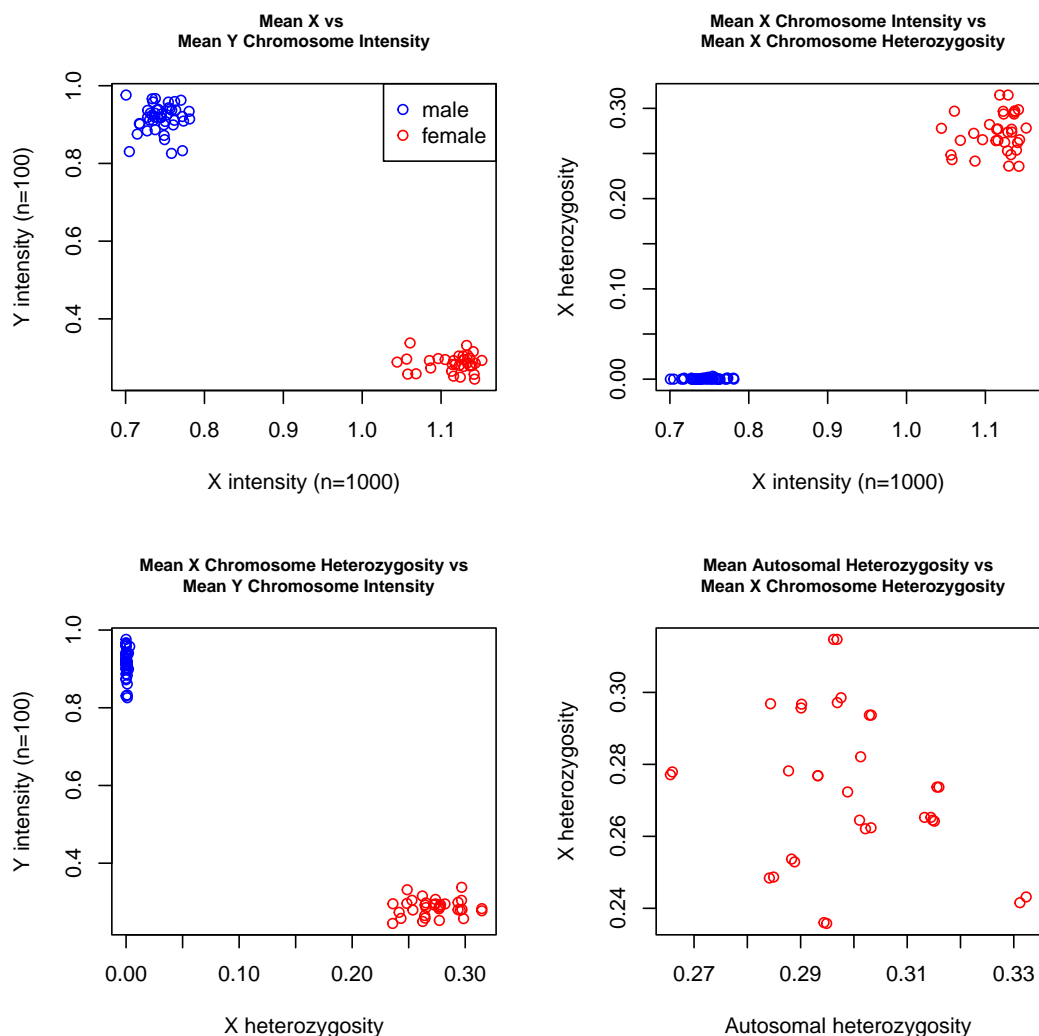 Mean X vs
Mean Y Chromosome Intensity
Y intensity (n=100)
1.0
0.8
0.6
0.4
male
female
0.7 0.8 0.9 1.0 1.1
X intensity (n=1000)
Mean X Chromosome Intensity vs
Mean X Chromosome Heterozygosity
X heterozygosity
0.30
0.20
0.10
0.00
0.7 0.8 0.9 1.0 1.1
X intensity (n=1000)
Mean X Chromosome Heterozygosity vs
Mean Y Chromosome Intensity
Y intensity (n=100)
1.0
0.8
0.6
0.4
0.00 0.10 0.20 0.30
X heterozygosity
Mean Autosomal Heterozygosity vs
Mean X Chromosome Heterozygosity
X heterozygosity
0.30
0.28
0.26
0.24
0.27 0.29 0.31 0.33
Autosomal heterozygosity